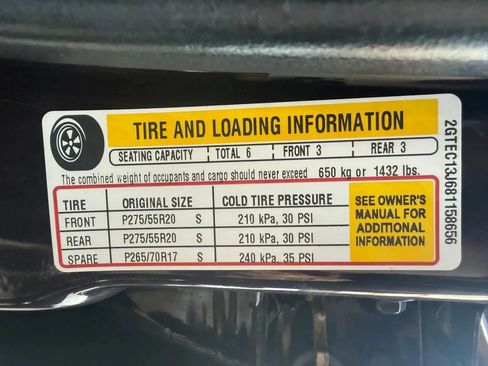 TIRE AND LOADING INFORMATION
SEATING CAPACITY TOTAL 6 FRONT 3 REAR 3
The combined weight of occupants and cargo should never exceed 650 kg or 1432 lbs.
TIRE ORIGINAL SIZE COLD TIRE PRESSURE
FRONT P275/55R20 S 210 kPa, 30 PSI
REAR P275/55R20 S 210 kPa, 30 PSI
SPARE P265/70R17 S 240 kPa, 35 PSI
SEE OWNER'S
MANUAL FOR
ADDITIONAL
INFORMATION
2GTEC13J681158656